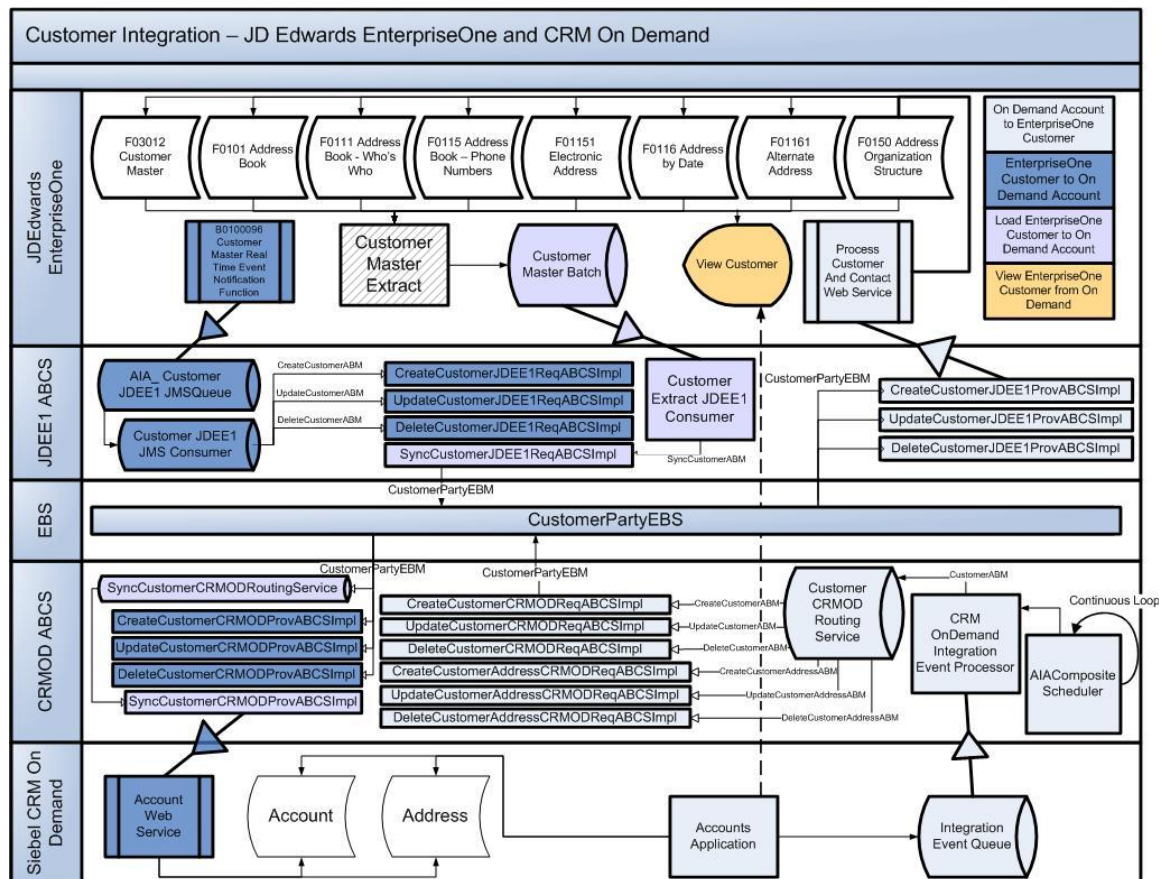 Customer Integration – JD Edwards EnterpriseOne and CRM On Demand
JDEdwards
EnterpriseOne
F03012
Customer
Master
F0101 Address
Book
F0111 Address
Book - Who's
Who
F0115 Address
Book – Phone
Numbers
F01151
Electronic
Address
F0116 Address
by Date
F01161
Alternate
Address
F0150 Address
Organization
Structure
On Demand Account
to EnterpriseOne
Customer
EnterpriseOne
Customer to On
Demand Account
Load EnterpriseOne
Customer to On
Demand Account
View EnterpriseOne
Customer from On
Demand
B0100096
Customer
Master Real
Time Event
Notification
Function
Customer
Master
Extract
Customer
Master Batch
View Customer
Process
Customer
And Contact
Web Service
JDEE1 ABCS
AIA_ Customer
JDEE1 JMSQueue
Customer JDEE1
JMS Consumer
CreateCustomerABM
UpdateCustomerABM
DeleteCustomerABM
CreateCustomerJDEE1ReqABCSImpl
UpdateCustomerJDEE1ReqABCSImpl
DeleteCustomerJDEE1ReqABCSImpl
SyncCustomerJDEE1ReqABCSImpl
Customer
Extract JDEE1
Consumer
SyncCustomerABM
CustomerPartyEBM
CreateCustomerJDEE1ProvABCSImpl
UpdateCustomerJDEE1ProvABCSImpl
DeleteCustomerJDEE1ProvABCSImpl
CustomerPartyEBM
EBS
CustomerPartyEBS
CRMOD ABCS
CustomerPartyEBM
SyncCustomerCRMODRoutingService
CreateCustomerCRMODProvABCSImpl
UpdateCustomerCRMODProvABCSImpl
DeleteCustomerCRMODProvABCSImpl
SyncCustomerCRMODProvABCSImpl
CustomerPartyEBM
CreateCustomerCRMODReqABCSImpl
UpdateCustomerCRMODReqABCSImpl
DeleteCustomerCRMODReqABCSImpl
CreateCustomerAddressCRMODReqABCSImpl
UpdateCustomerAddressCRMODReqABCSImpl
DeleteCustomerAddressCRMODReqABCSImpl
CreateCustomerABM
UpdateCustomerABM
DeleteCustomerABM
CreateCustomerAddressABM
UpdateCustomerAddressABM
DeleteCustomerAddressABM
Customer
CRMOD
Routing
Service
CustomerABM
CRM
OnDemand
Integration
Event Processor
Continuous Loop
AIAComposite
Scheduler
Siebel CRM On
Demand
Account
Web
Service
Account
Address
Accounts
Application
Integration
Event Queue